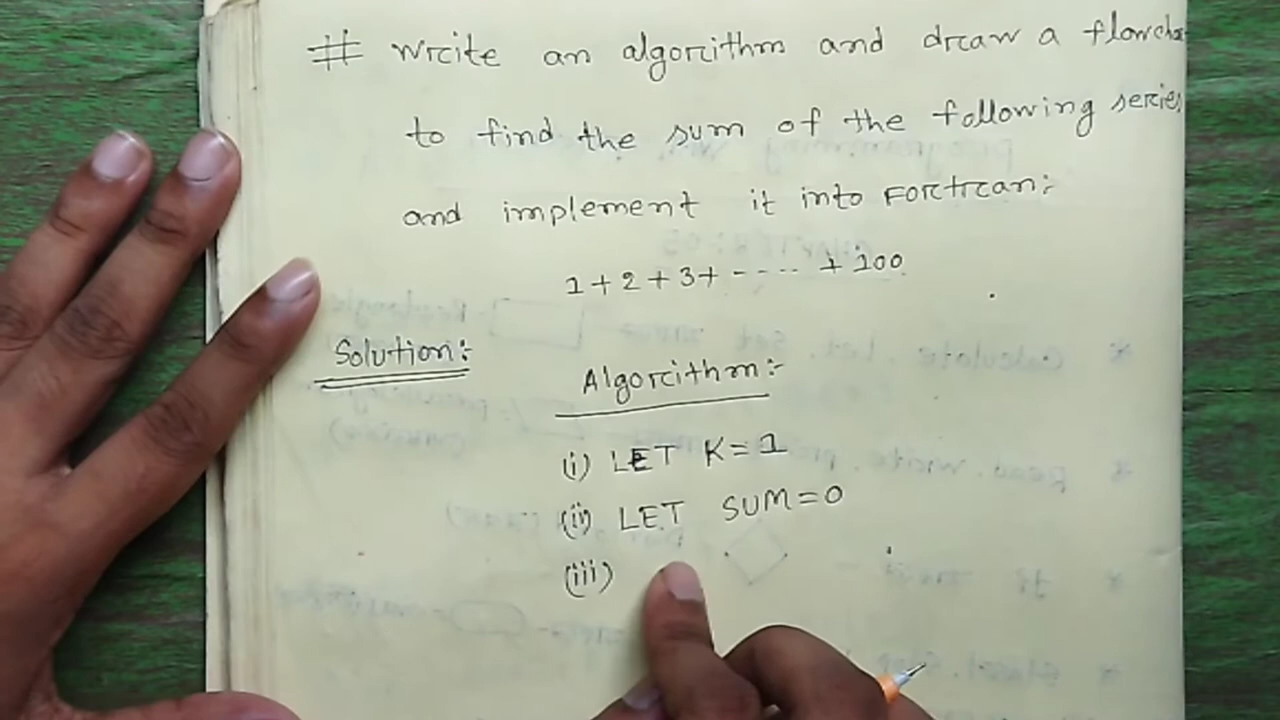 # Write an algorithm and draw a flowcha
to find the sum of the following series
and implement it into Fortran:
1 + 2 + 3 + - - - - + 100
Solution:
Algorithm:-
(i) LET K = 1
(ii) LET SUM = 0
(iii)